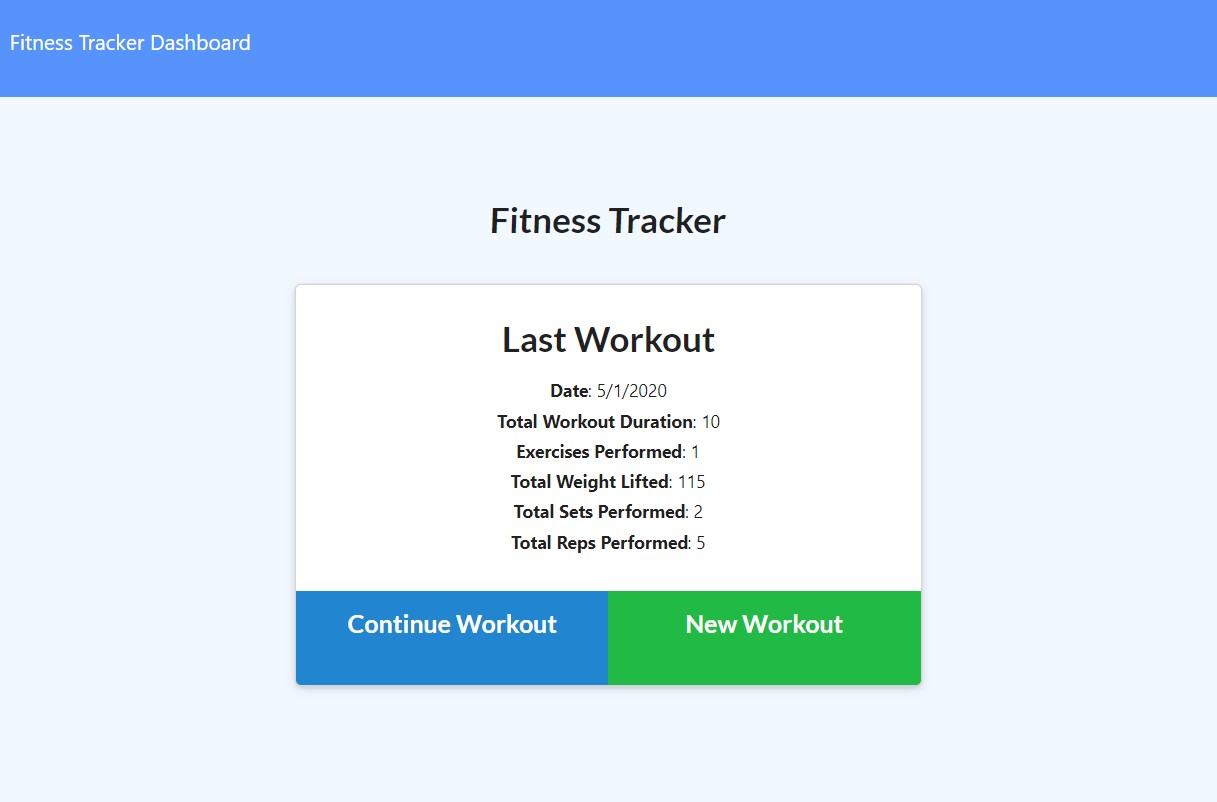 Fitness Tracker Dashboard
Fitness Tracker
Last Workout
Date: 5/1/2020
Total Workout Duration: 10
Exercises Performed: 1
Total Weight Lifted: 115
Total Sets Performed: 2
Total Reps Performed: 5
Continue Workout
New Workout